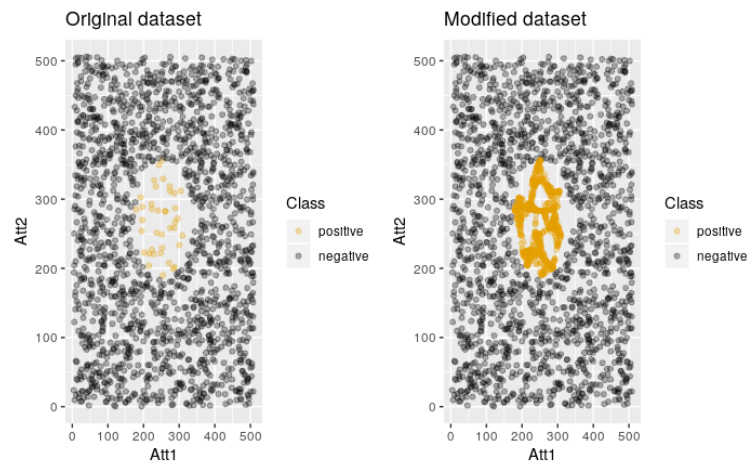 Original dataset
Att2
500
400
300
200
100
0
0 100 200 300 400 500
Att1
Class
positive
negative
Modified dataset
Att2
500
400
300
200
100
0
0 100 200 300 400 500
Att1
Class
positive
negative